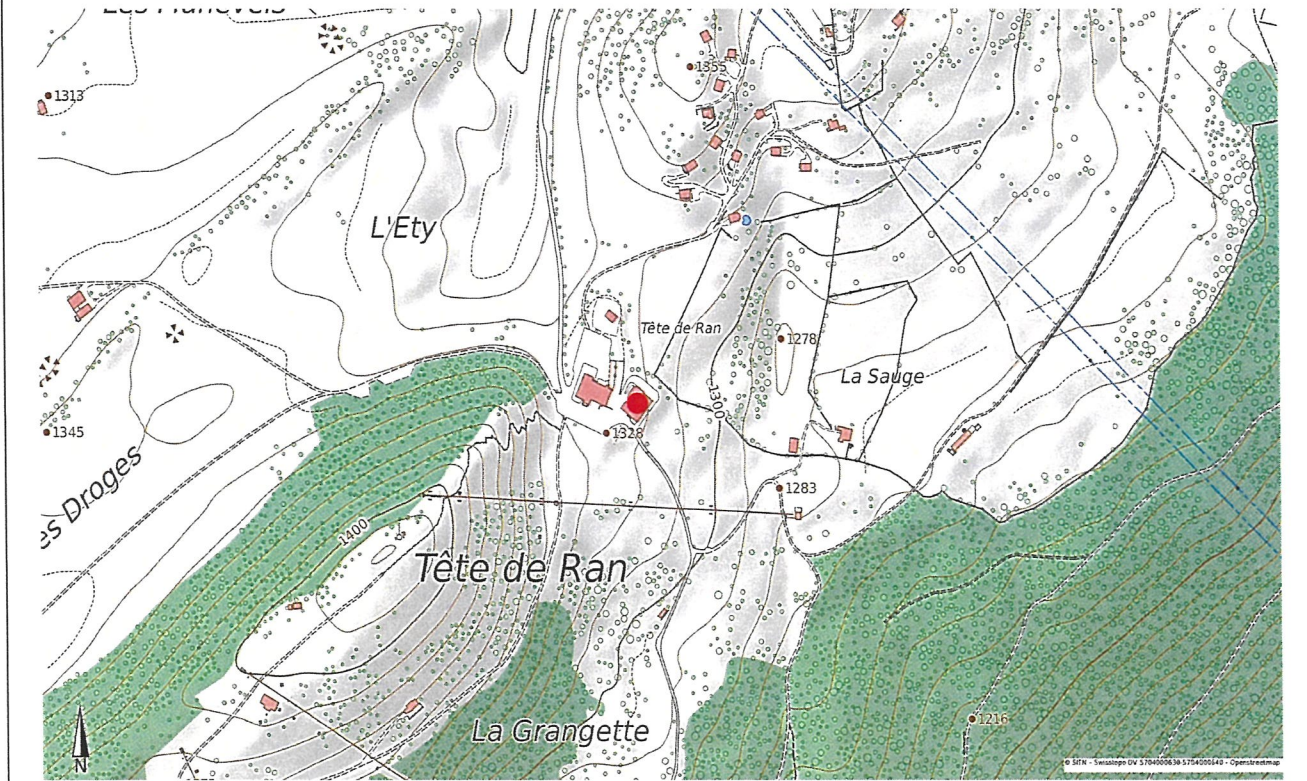 1355
1313
L'Ety
Tête de Ran
1278
La Sauge
1300
1345
1328
es Droges
1283
1400
Tête de Ran
La Grangette
1216
N